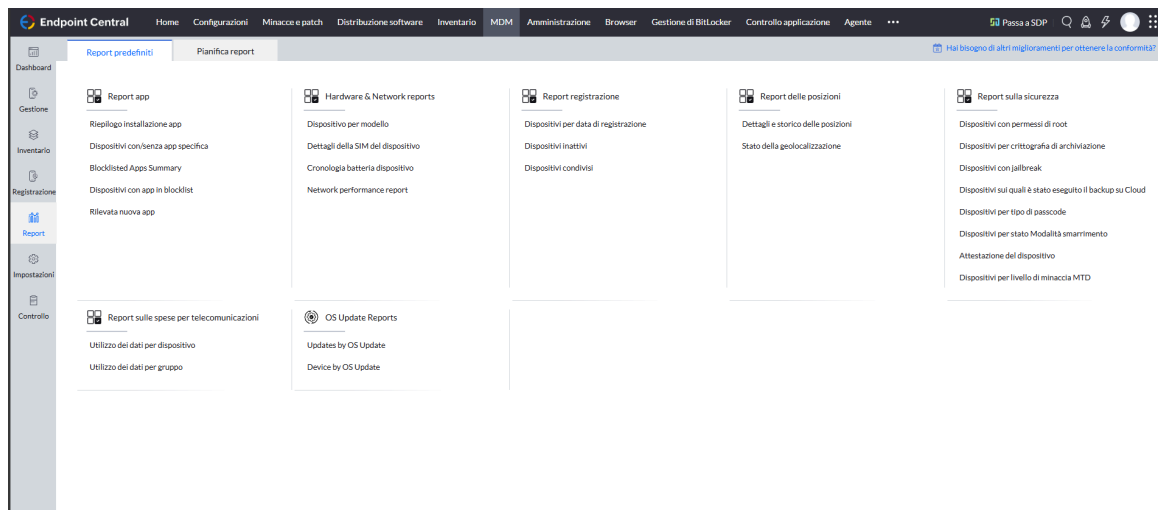 Endpoint Central Home Configurazioni Minacce e patch Distribuzione software Inventario MDM Amministrazione Browser Gestione di BitLocker Controllo applicazione Agente ••• Passa a SDP
Dashboard
Gestione
Inventario
Registrazione
Report
Impostazioni
Controllo
Report predefiniti Pianifica report Hai bisogno di altri miglioramenti per ottenere la conformità?
Report app
Riepilogo installazione app
Dispositivi con/senza app specifica
Blocklisted Apps Summary
Dispositivi con app in blocklist
Rilevata nuova app
Hardware & Network reports
Dispositivo per modello
Dettagli della SIM del dispositivo
Cronologia batteria dispositivo
Network performance report
Report registrazione
Dispositivi per data di registrazione
Dispositivi inattivi
Dispositivi condivisi
Report delle posizioni
Dettagli e storico delle posizioni
Stato della geolocalizzazione
Report sulla sicurezza
Dispositivi con permessi di root
Dispositivi per crittografia di archiviazione
Dispositivi con jailbreak
Dispositivi sui quali è stato eseguito il backup su Cloud
Dispositivi per tipo di passcode
Dispositivi per stato Modalità smarrimento
Attestazione del dispositivo
Dispositivi per livello di minaccia MTD
Report sulle spese per telecomunicazioni
Utilizzo dei dati per dispositivo
Utilizzo dei dati per gruppo
OS Update Reports
Updates by OS Update
Device by OS Update